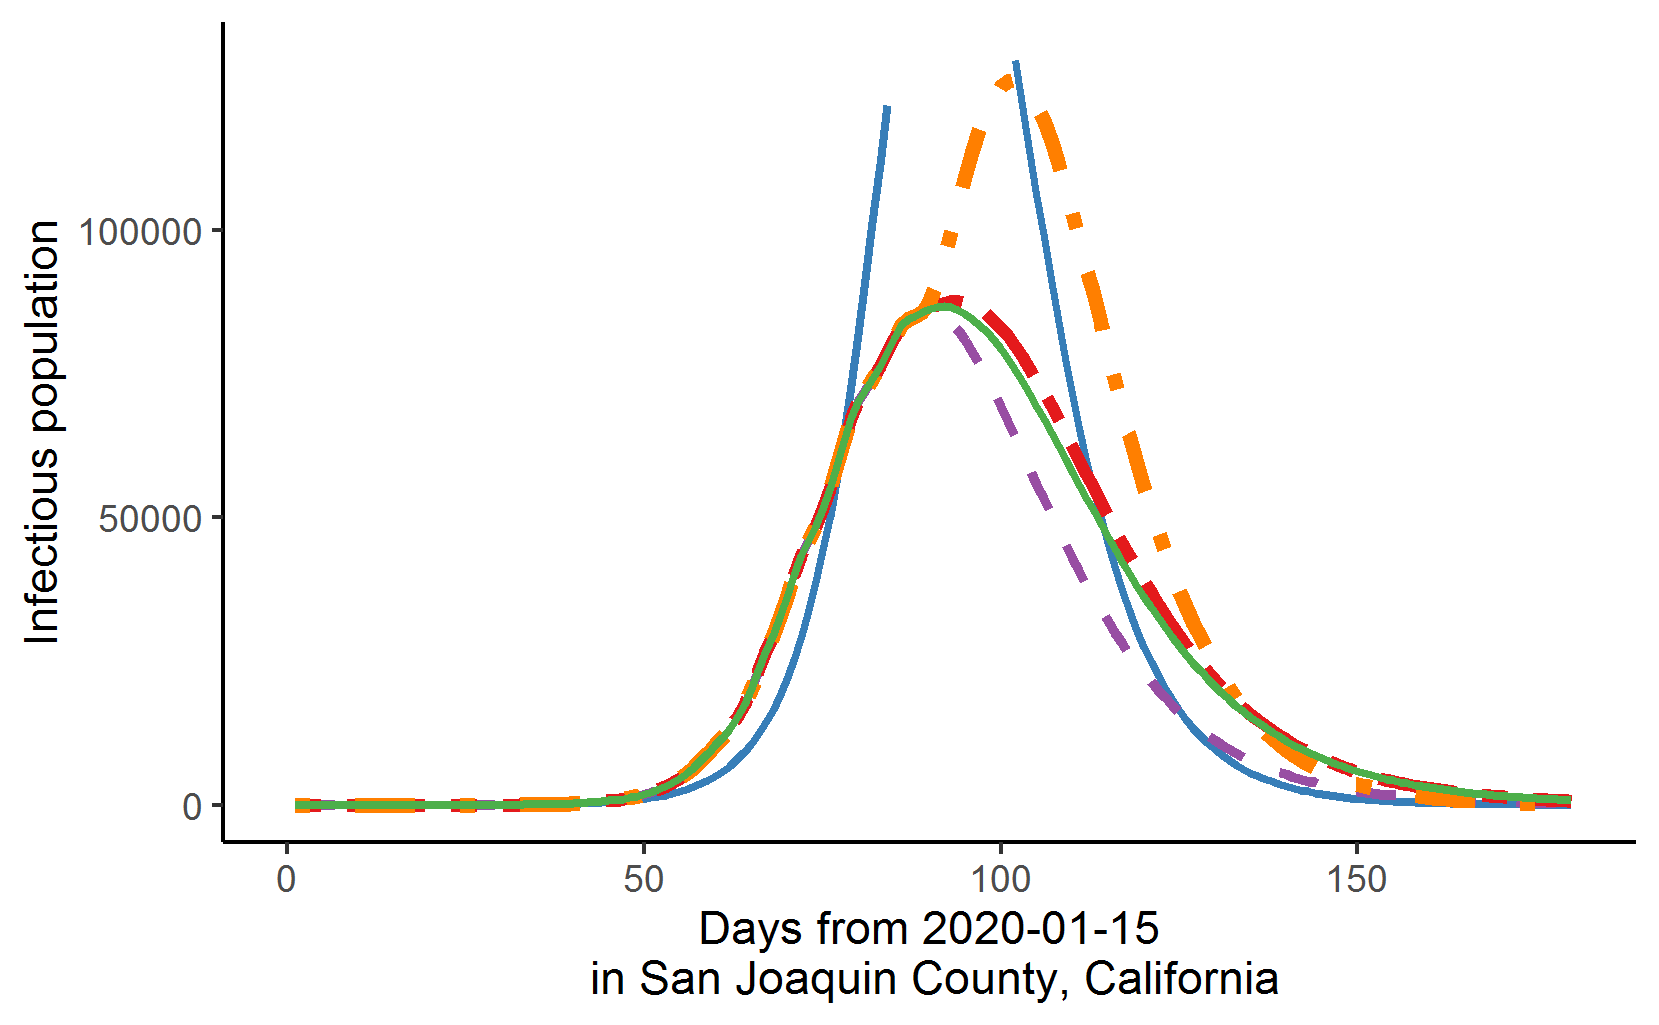 Infectious population
100000
50000
0
0 50 100 150
Days from 2020-01-15
in San Joaquin County, California